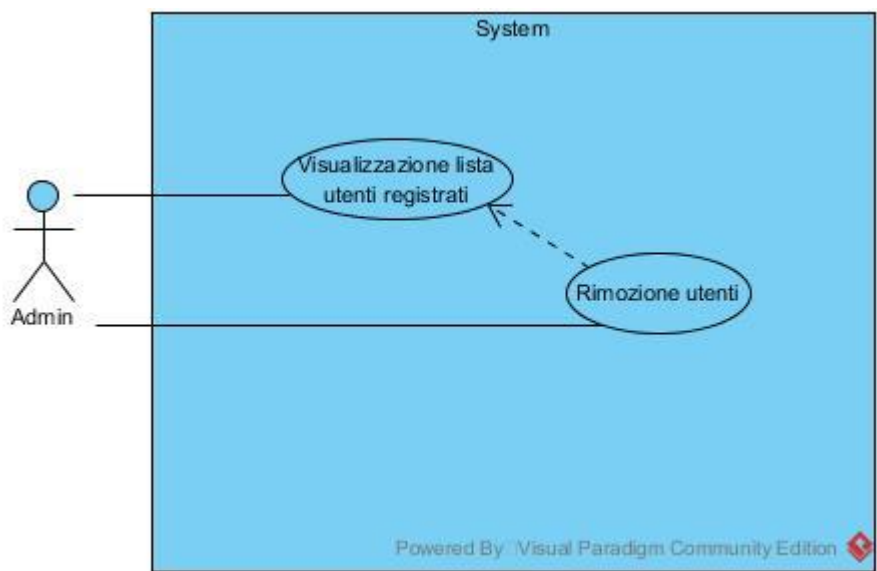 System
Visualizzazione lista
utenti registrati
Rimozione utenti
Admin
Powered By Visual Paradigm Community Edition